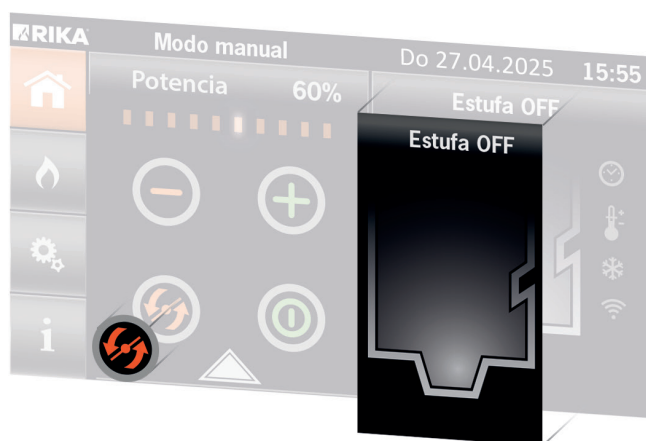 RIKA
Modo manual
Do 27.04.2025
15:55
Potencia
60%
Estufa OFF
Estufa OFF